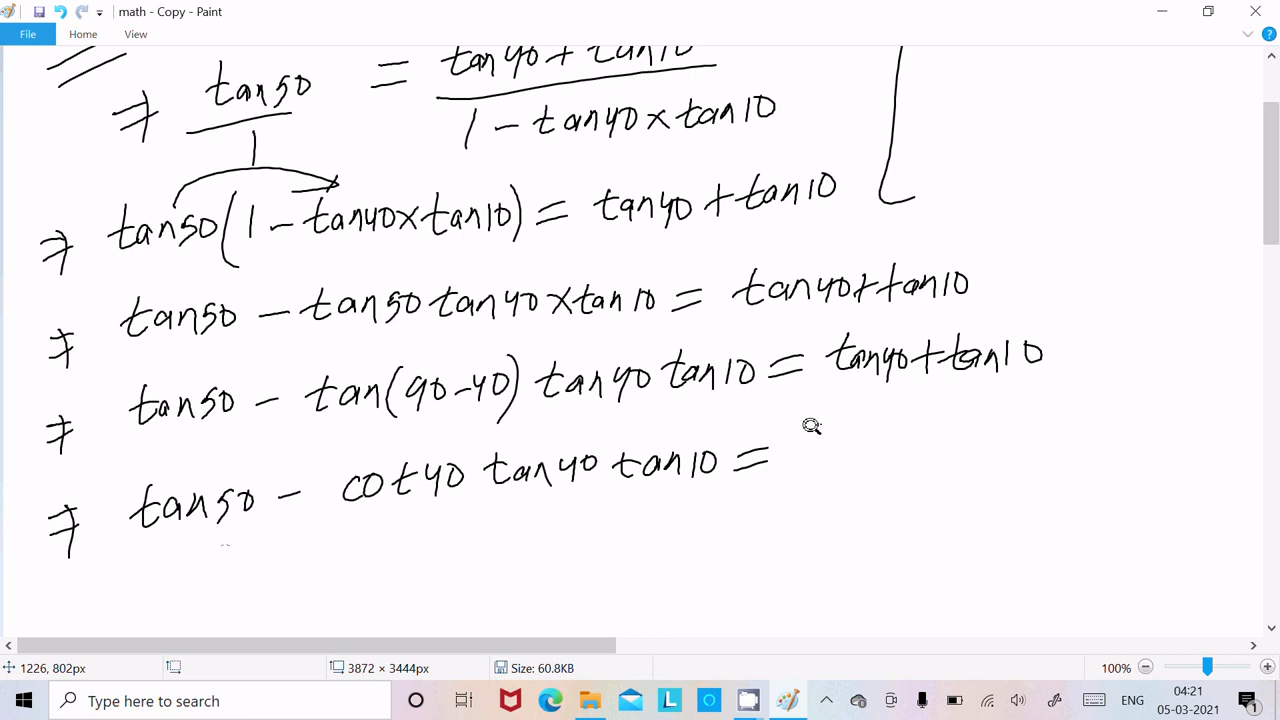 math - Copy - Paint
File Home View
tan40 + tan10
⇒ tan50 =
1 1 - tan40 x tan10
⇒ tan50(1 - tan40 x tan10) = tan40 + tan10
⇒ tan50 - tan50 tan40 x tan10 = tan40 + tan10
⇒ tan50 - tan(90-40) tan40 tan10 = tan40 + tan10
⇒ tan50 - cot40 tan40 tan10 =
1226, 802px 3872 × 3444px Size: 60.8KB 100%
Type here to search ENG 04:21
05-03-2021